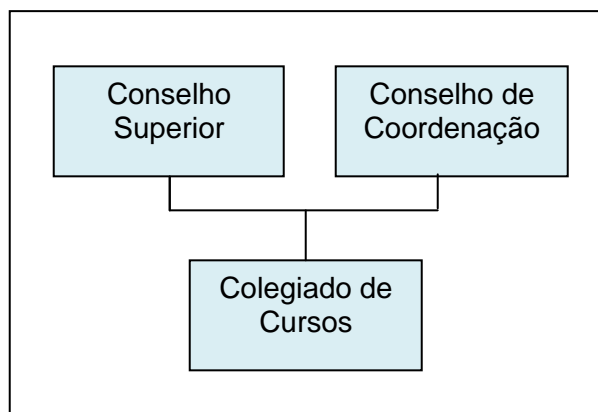 Conselho
Superior
Conselho de
Coordenação
Colegiado de
Cursos